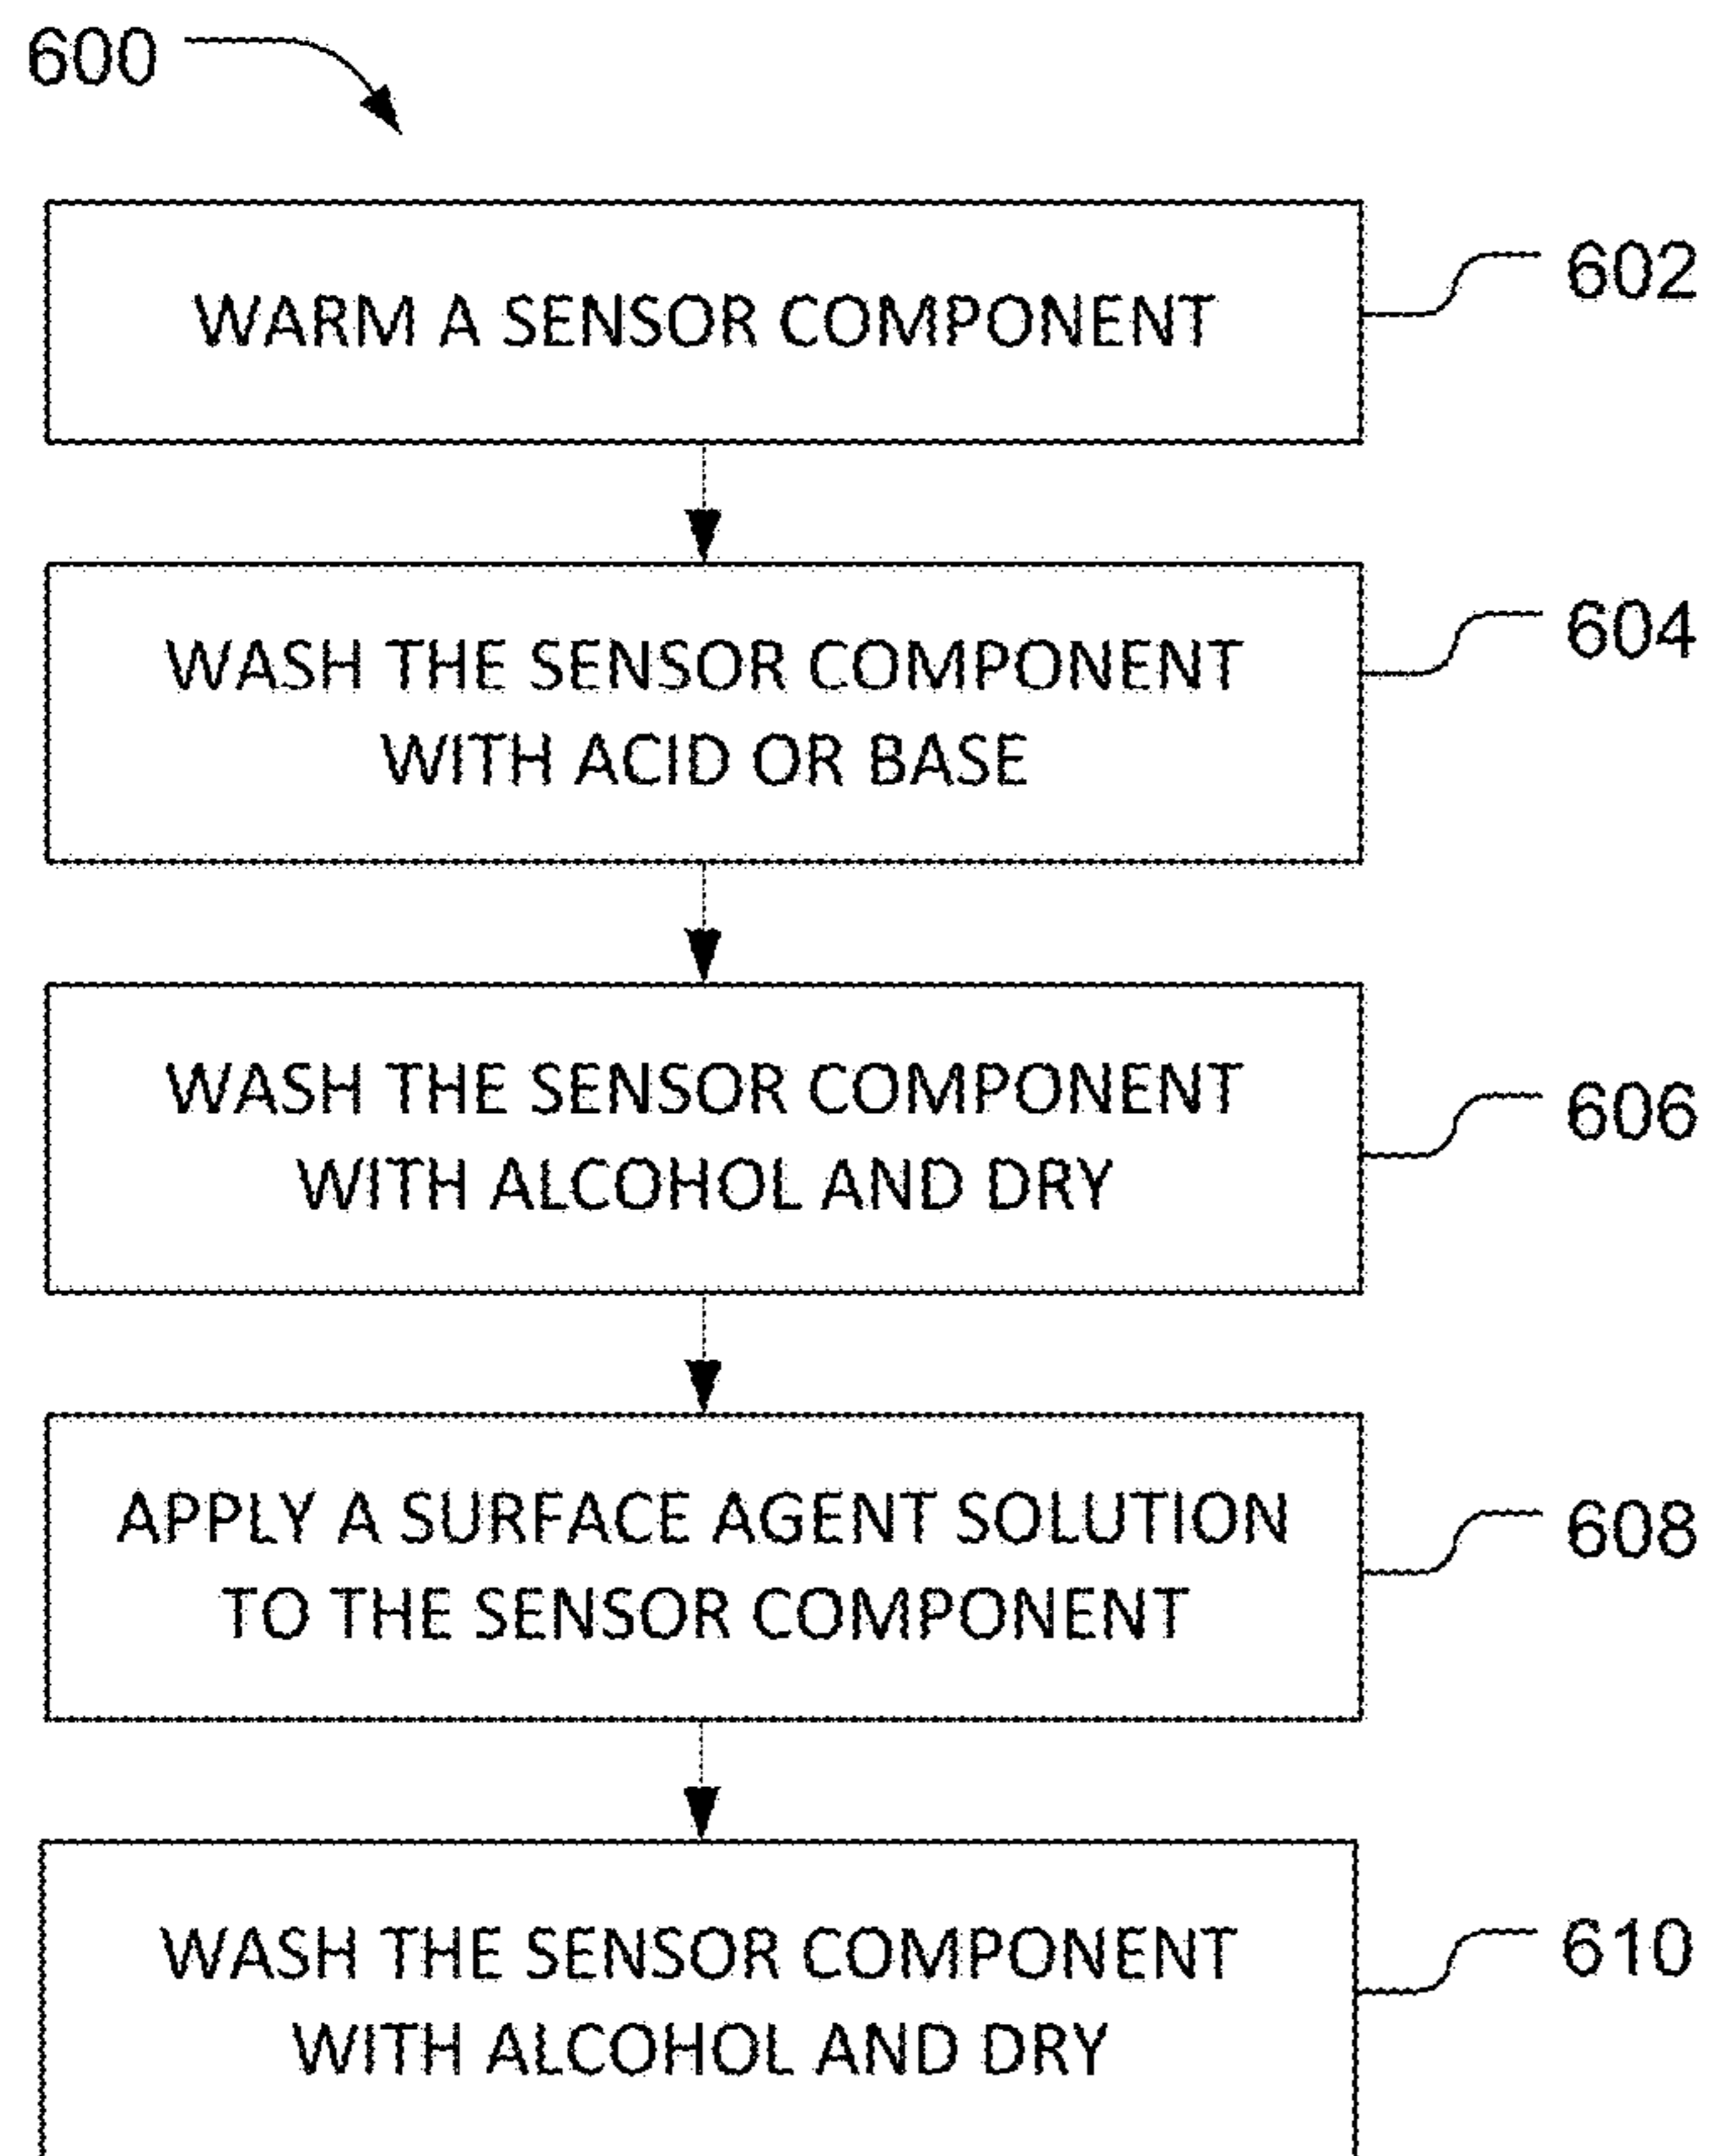 600
WARM A SENSOR COMPONENT
602
WASH THE SENSOR COMPONENT
WITH ACID OR BASE
604
WASH THE SENSOR COMPONENT
WITH ALCOHOL AND DRY
606
APPLY A SURFACE AGENT SOLUTION
TO THE SENSOR COMPONENT
608
WASH THE SENSOR COMPONENT
WITH ALCOHOL AND DRY
610